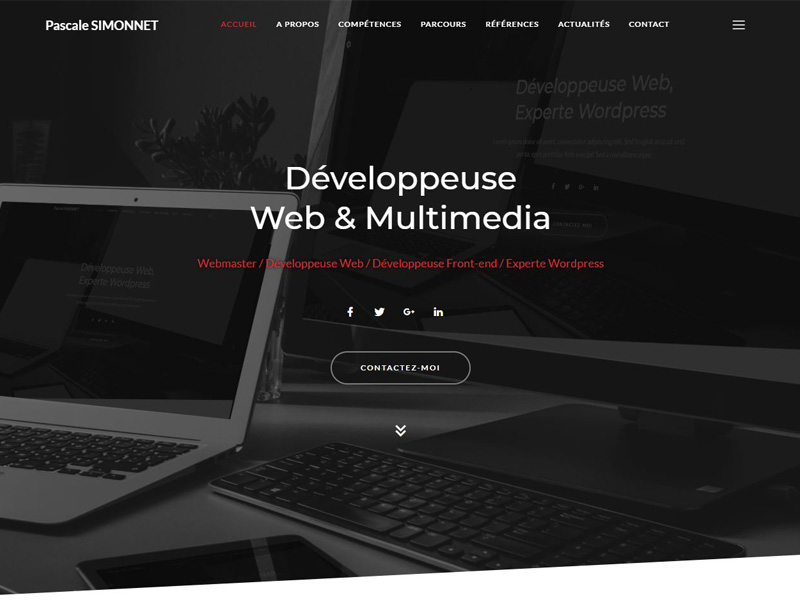 Pascale SIMONNET
ACCUEIL
A PROPOS
COMPÉTENCES
PARCOURS
RÉFÉRENCES
ACTUALITÉS
CONTACT
Développeuse Web,
Experte Wordpress
Développeuse
Web & Multimedia
Webmaster / Développeuse Web / Développeuse Front-end / Experte Wordpress
Développeuse Web,
Experte Wordpress
CONTACTEZ-MOI